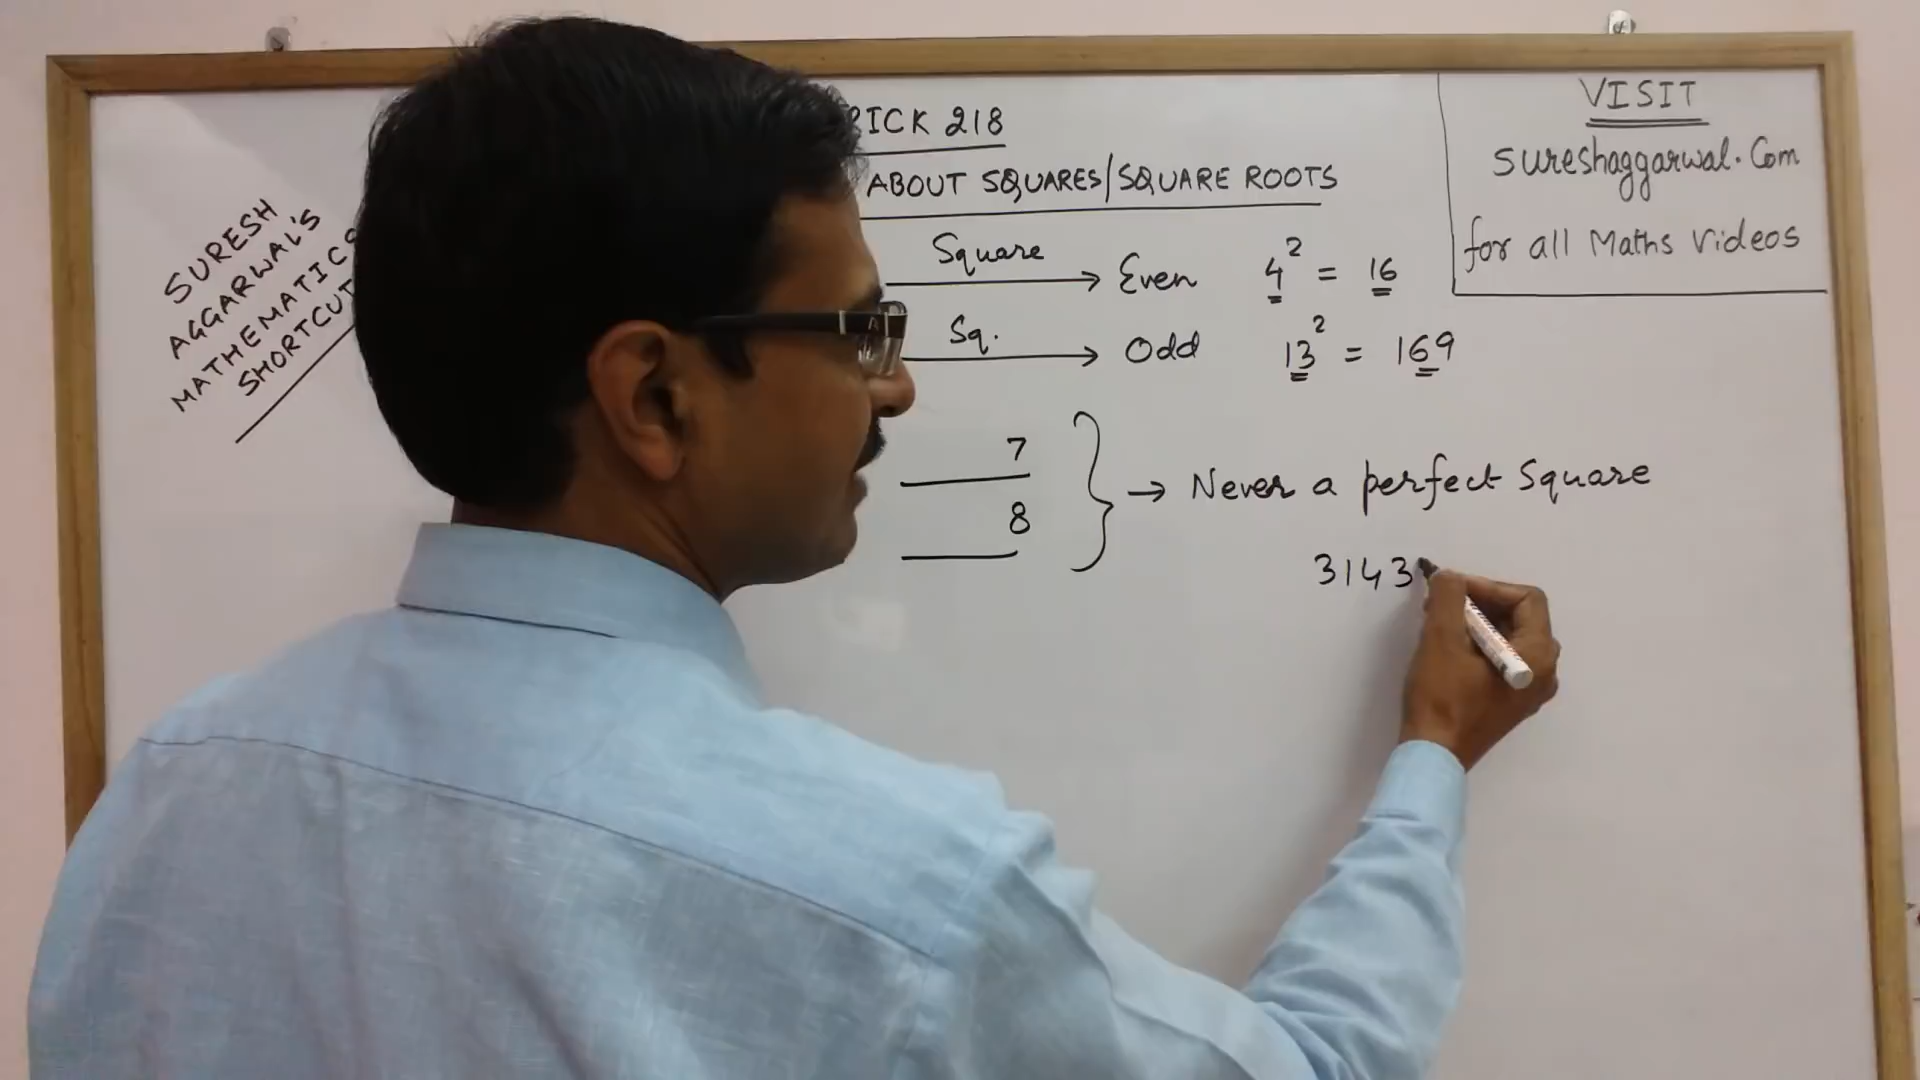 TRICK 218
ABOUT SQUARES/SQUARE ROOTS
VISIT
sureshaggarwal.Com
for all Maths Videos
SURESH
AGGARWAL'S
MATHEMATICS
SHORTCUT
Square → Even 4² = 16
Sq. → Odd 13² = 169
7
8
} → Never a perfect Square
3143